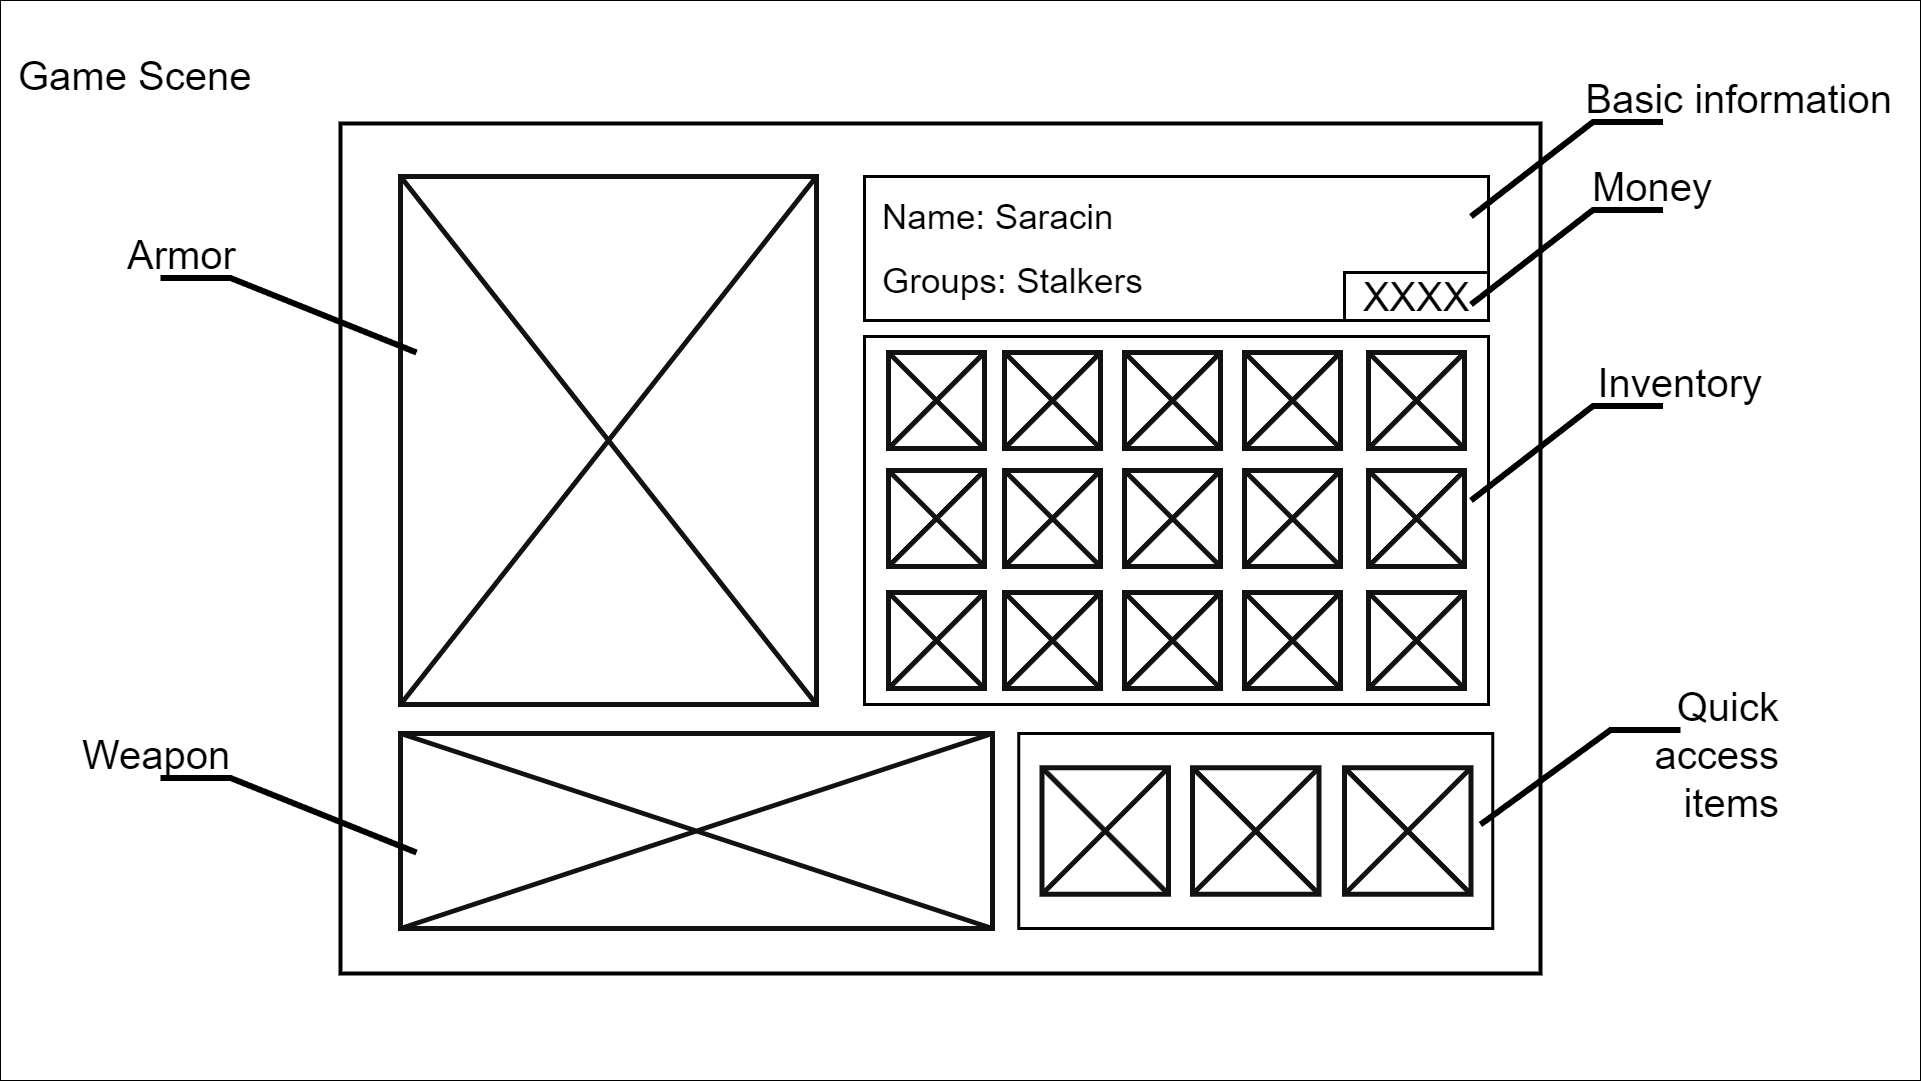 Game Scene
Basic information
Money
Name: Saracin
Armor
Groups: Stalkers
XXXX
Inventory
Quick
access
items
Weapon